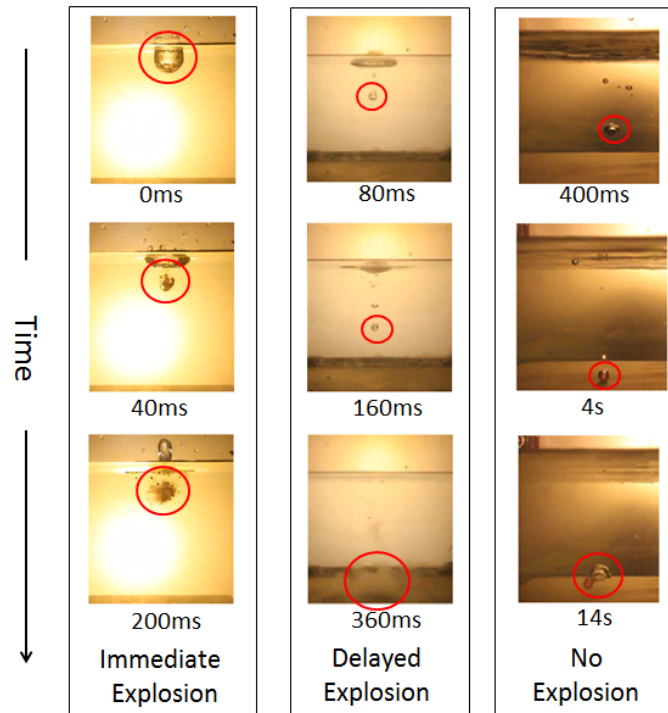 Time
0ms
40ms
200ms
Immediate
Explosion
80ms
160ms
360ms
Delayed
Explosion
400ms
4s
14s
No
Explosion